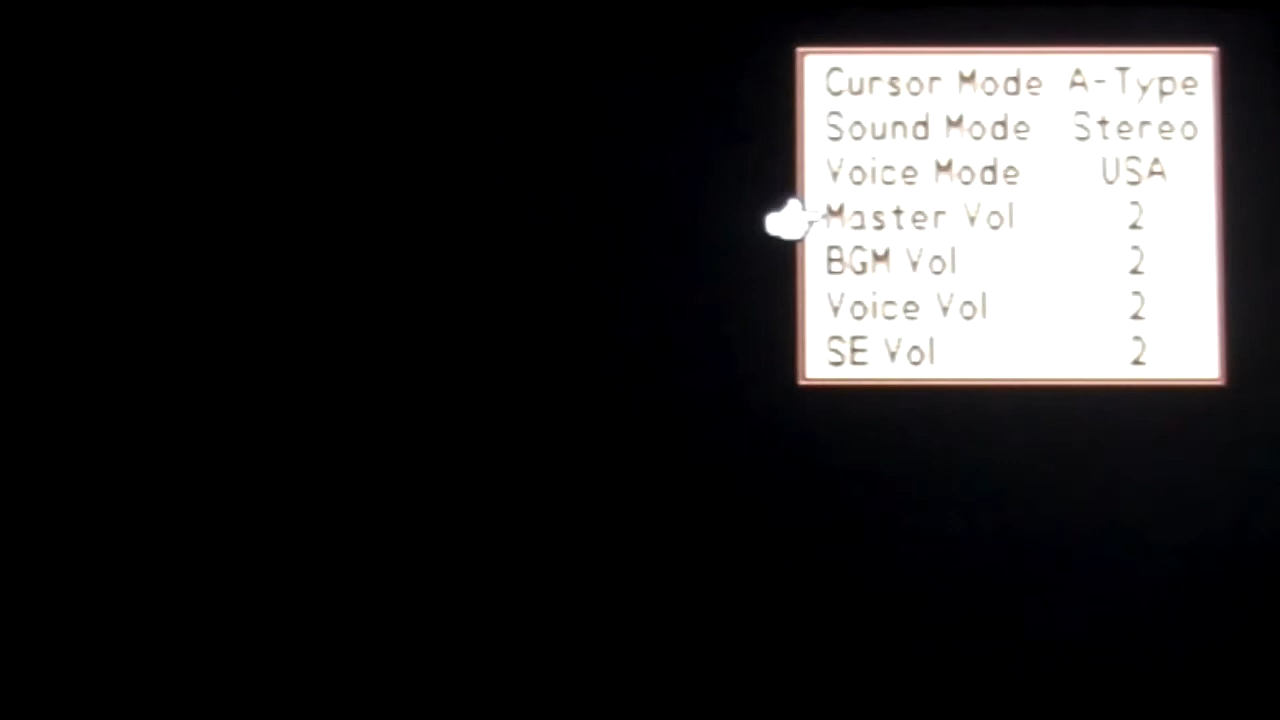 Cursor Mode A-Type
Sound Mode Stereo
Voice Mode USA
Master Vol 2
BGM Vol 2
Voice Vol 2
SE Vol 2